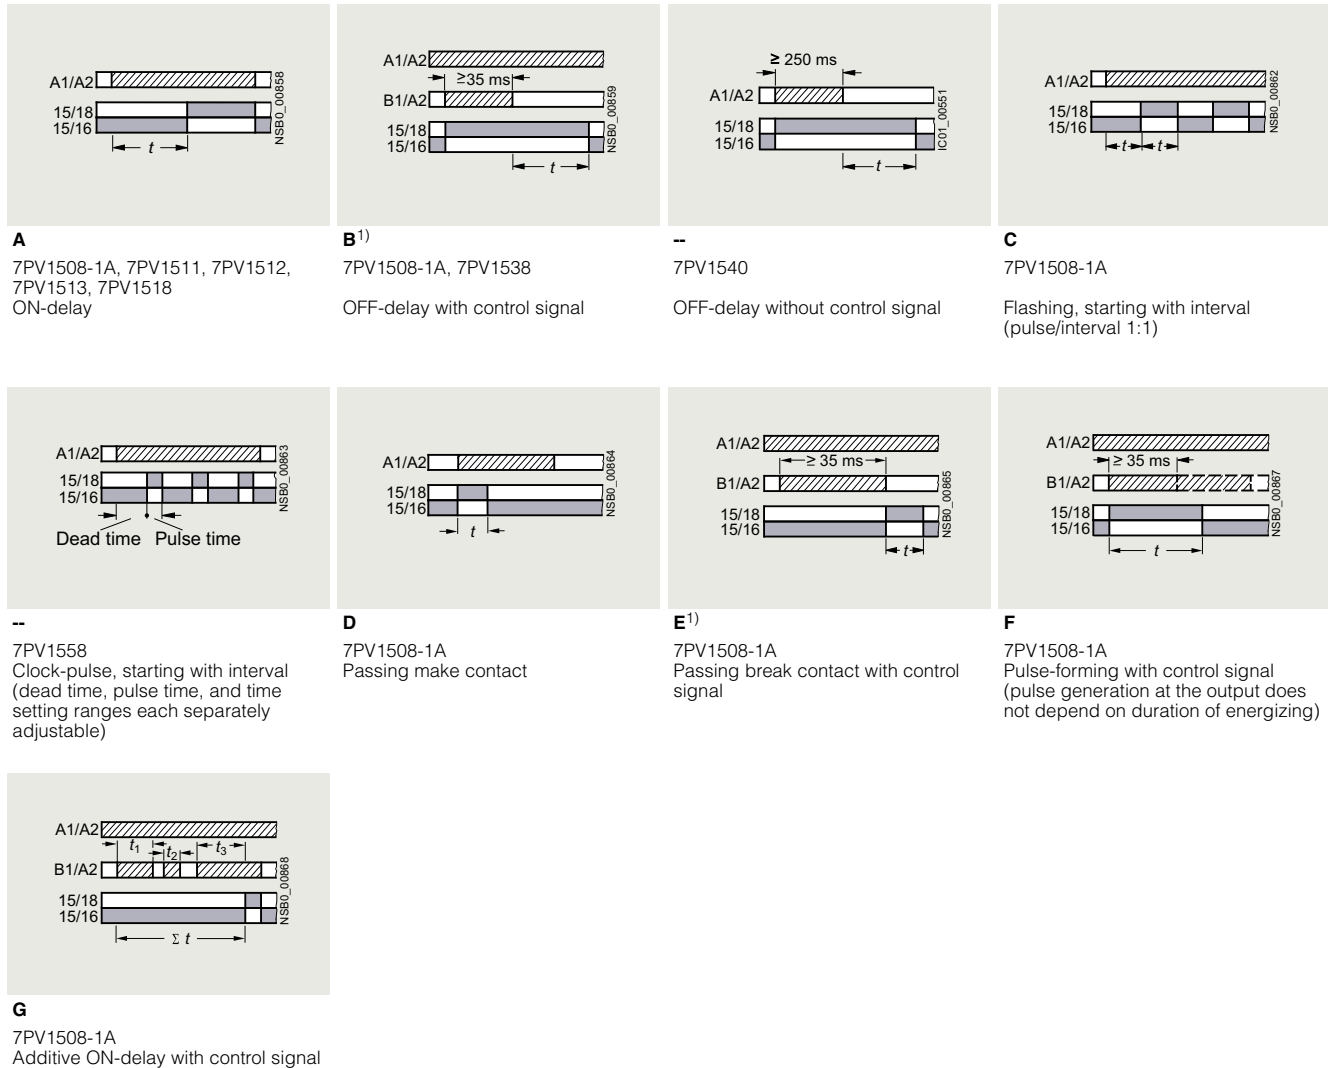 A1/A2
15/18
15/16
t
NSB0_00858
A
7PV1508-1A, 7PV1511, 7PV1512,
7PV1513, 7PV1518
ON-delay
A1/A2
≥35 ms
B1/A2
15/18
15/16
t
NSB0_00859
B1)
7PV1508-1A, 7PV1538
OFF-delay with control signal
≥ 250 ms
A1/A2
15/18
15/16
t
IC01_00551
--
7PV1540
OFF-delay without control signal
A1/A2
15/18
15/16
t t
NSB0_00862
C
7PV1508-1A
Flashing, starting with interval
(pulse/interval 1:1)
A1/A2
15/18
15/16
Dead time Pulse time
NSB0_00863
--
7PV1558
Clock-pulse, starting with interval
(dead time, pulse time, and time
setting ranges each separately
adjustable)
A1/A2
15/18
15/16
t
NSB0_00864
D
7PV1508-1A
Passing make contact
A1/A2
≥ 35 ms
B1/A2
15/18
15/16
t
NSB0_00865
E1)
7PV1508-1A
Passing break contact with control
signal
A1/A2
≥ 35 ms
B1/A2
15/18
15/16
t
NSB0_00867
F
7PV1508-1A
Pulse-forming with control signal
(pulse generation at the output does
not depend on duration of energizing)
A1/A2
t1 t2 t3
B1/A2
15/18
15/16
Σ t
NSB0_00868
G
7PV1508-1A
Additive ON-delay with control signal